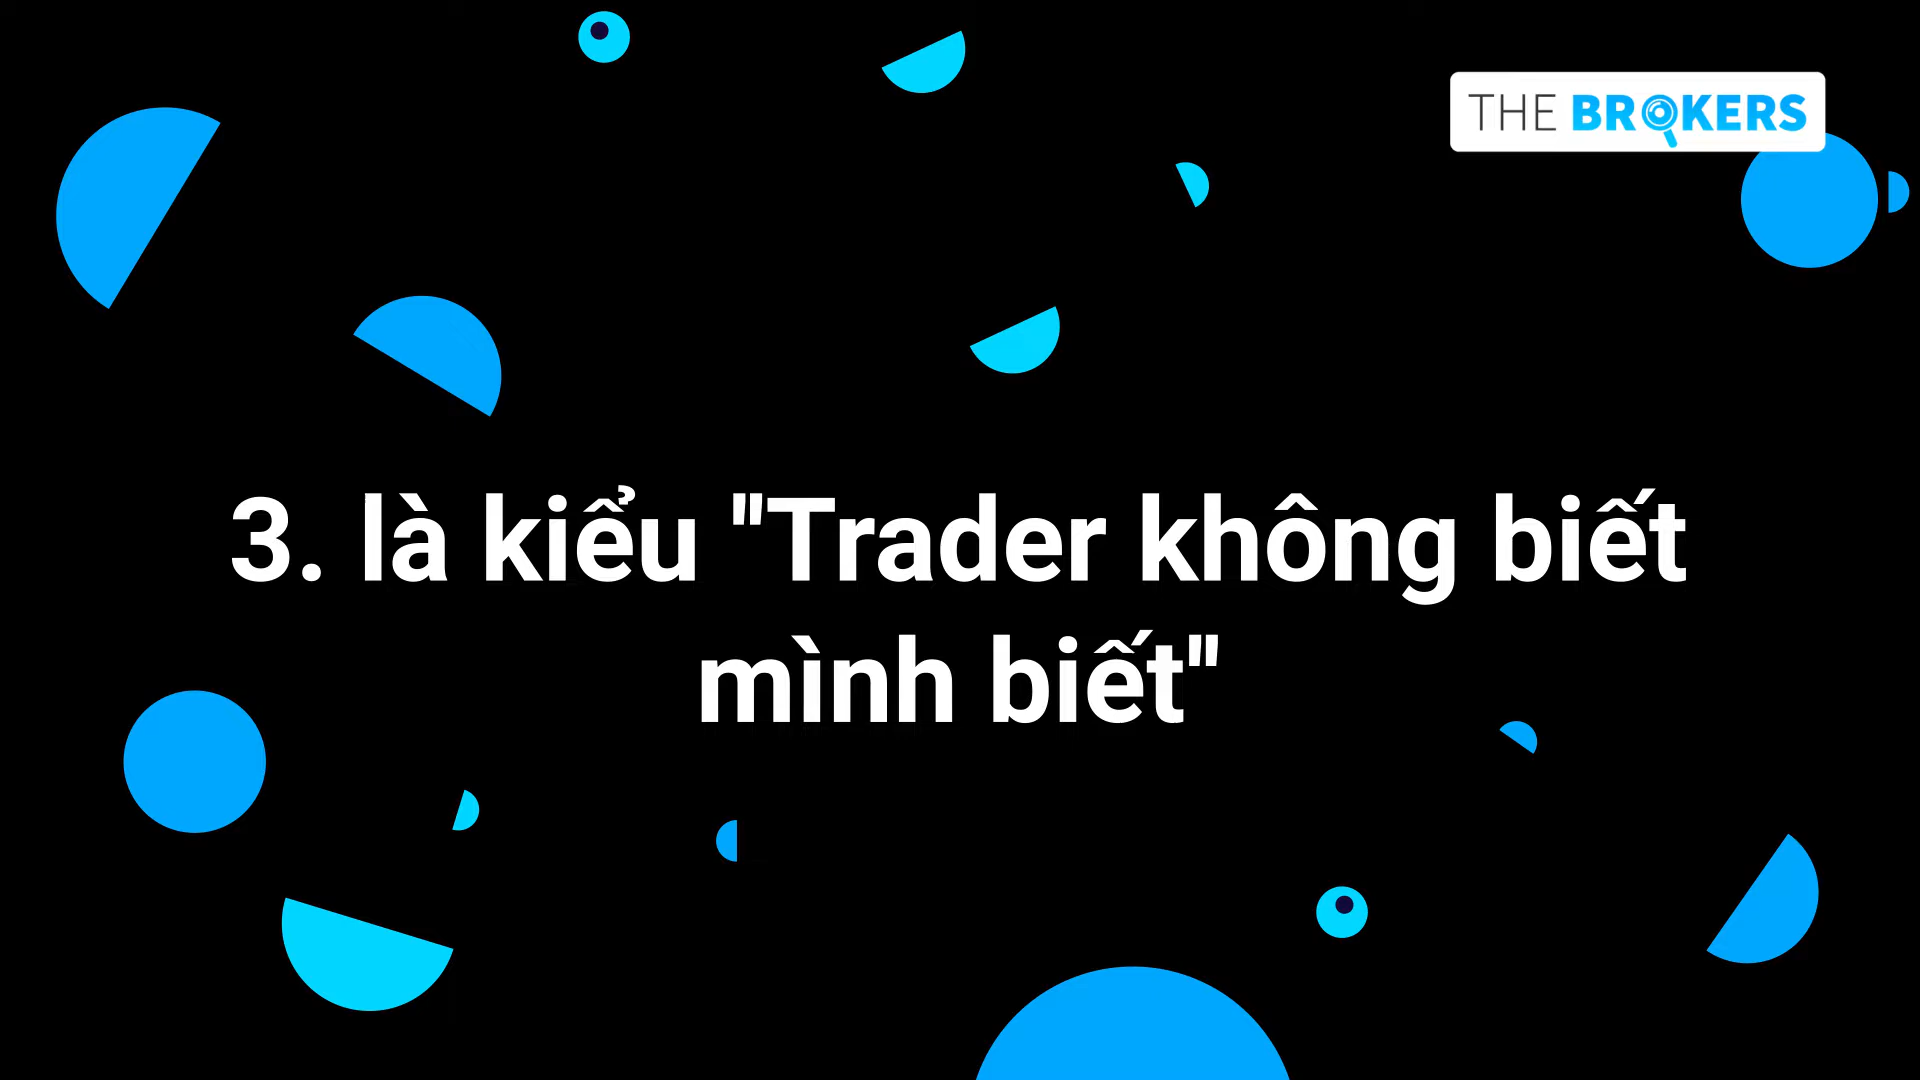 THE BROKERS
3. là kiểu "Trader không biết
mình biết"